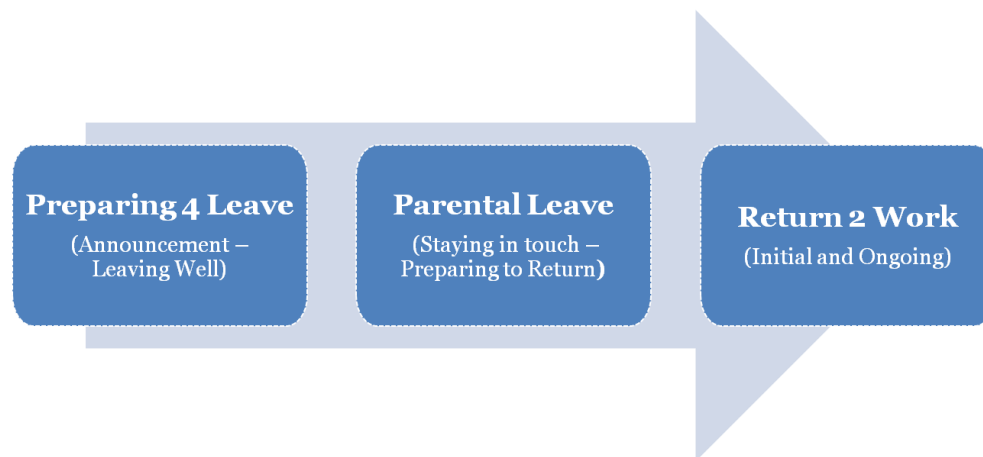 Preparing 4 Leave
(Announcement –
Leaving Well)
Parental Leave
(Staying in touch –
Preparing to Return)
Return 2 Work
(Initial and Ongoing)